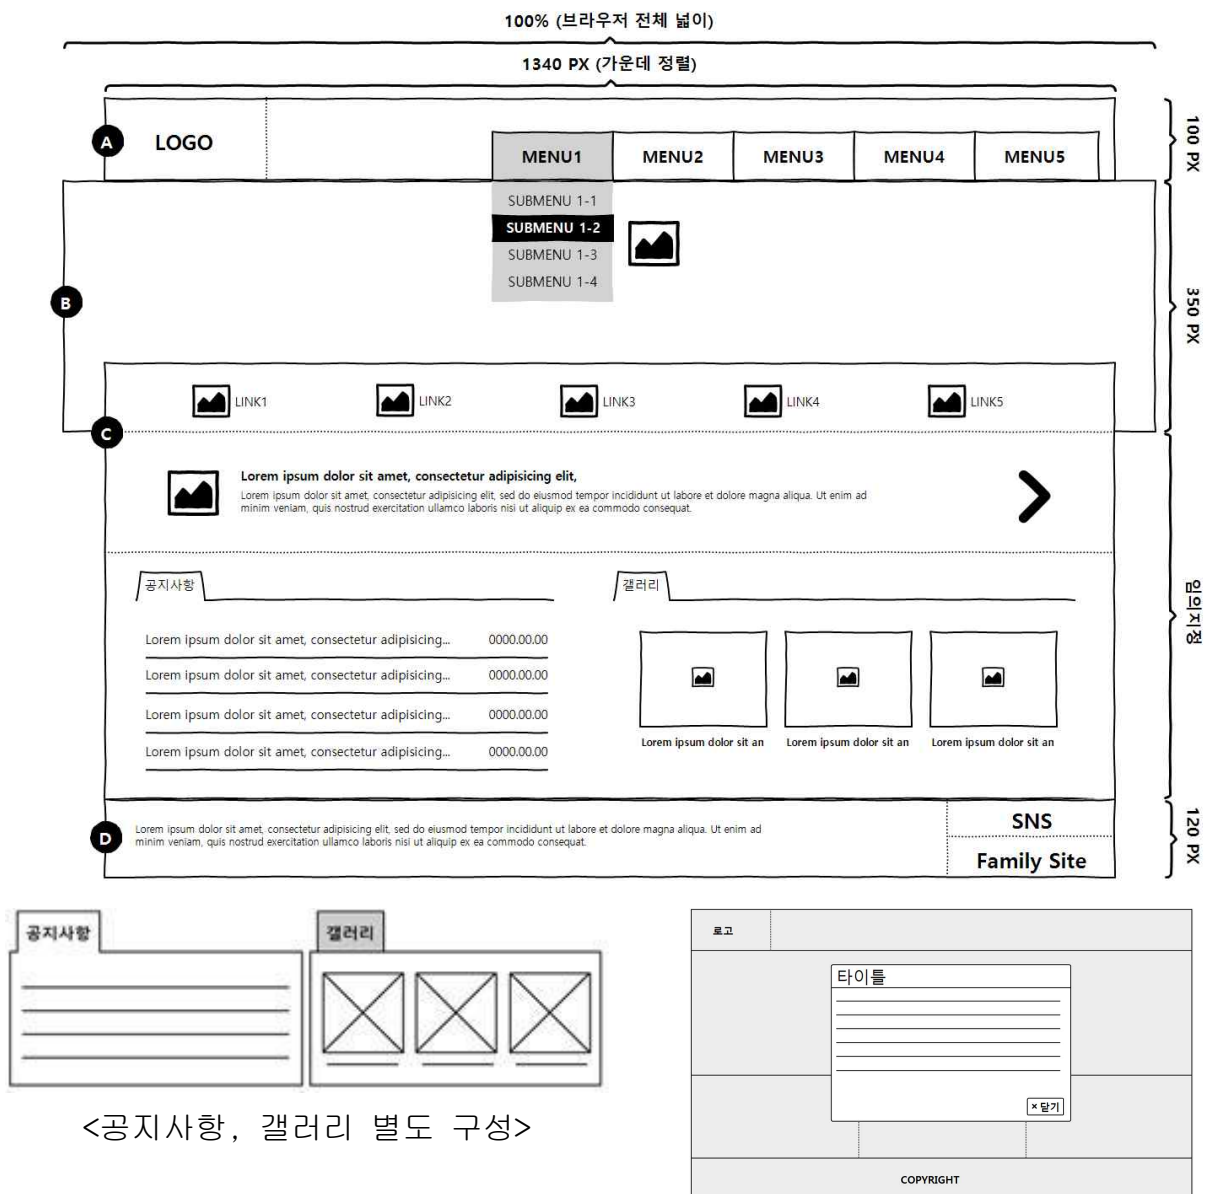 100% (브라우저 전체 넓이)
1340 PX (가운데 정렬)
A
LOGO
MENU1
MENU2
MENU3
MENU4
MENU5
100 PX
SUBMENU 1-1
SUBMENU 1-2
SUBMENU 1-3
SUBMENU 1-4
B
350 PX
LINK1
LINK2
LINK3
LINK4
LINK5
C
Lorem ipsum dolor sit amet, consectetur adipisicing elit,
Lorem ipsum dolor sit amet, consectetur adipisicing elit, sed do eiusmod tempor incididunt ut labore et dolore magna aliqua. Ut enim ad
minim veniam, quis nostrud exercitation ullamco laboris nisi ut aliquip ex ea commodo consequat.
임의지정
공지사항
Lorem ipsum dolor sit amet, consectetur adipisicing... 0000.00.00
Lorem ipsum dolor sit amet, consectetur adipisicing... 0000.00.00
Lorem ipsum dolor sit amet, consectetur adipisicing... 0000.00.00
Lorem ipsum dolor sit amet, consectetur adipisicing... 0000.00.00
갤러리
Lorem ipsum dolor sit an
Lorem ipsum dolor sit an
Lorem ipsum dolor sit an
D
Lorem ipsum dolor sit amet, consectetur adipisicing elit, sed do eiusmod tempor incididunt ut labore et dolore magna aliqua. Ut enim ad
minim veniam, quis nostrud exercitation ullamco laboris nisi ut aliquip ex ea commodo consequat.
SNS
Family Site
120 PX
공지사항
갤러리
<공지사항, 갤러리 별도 구성>
로고
타이틀
× 닫기
COPYRIGHT